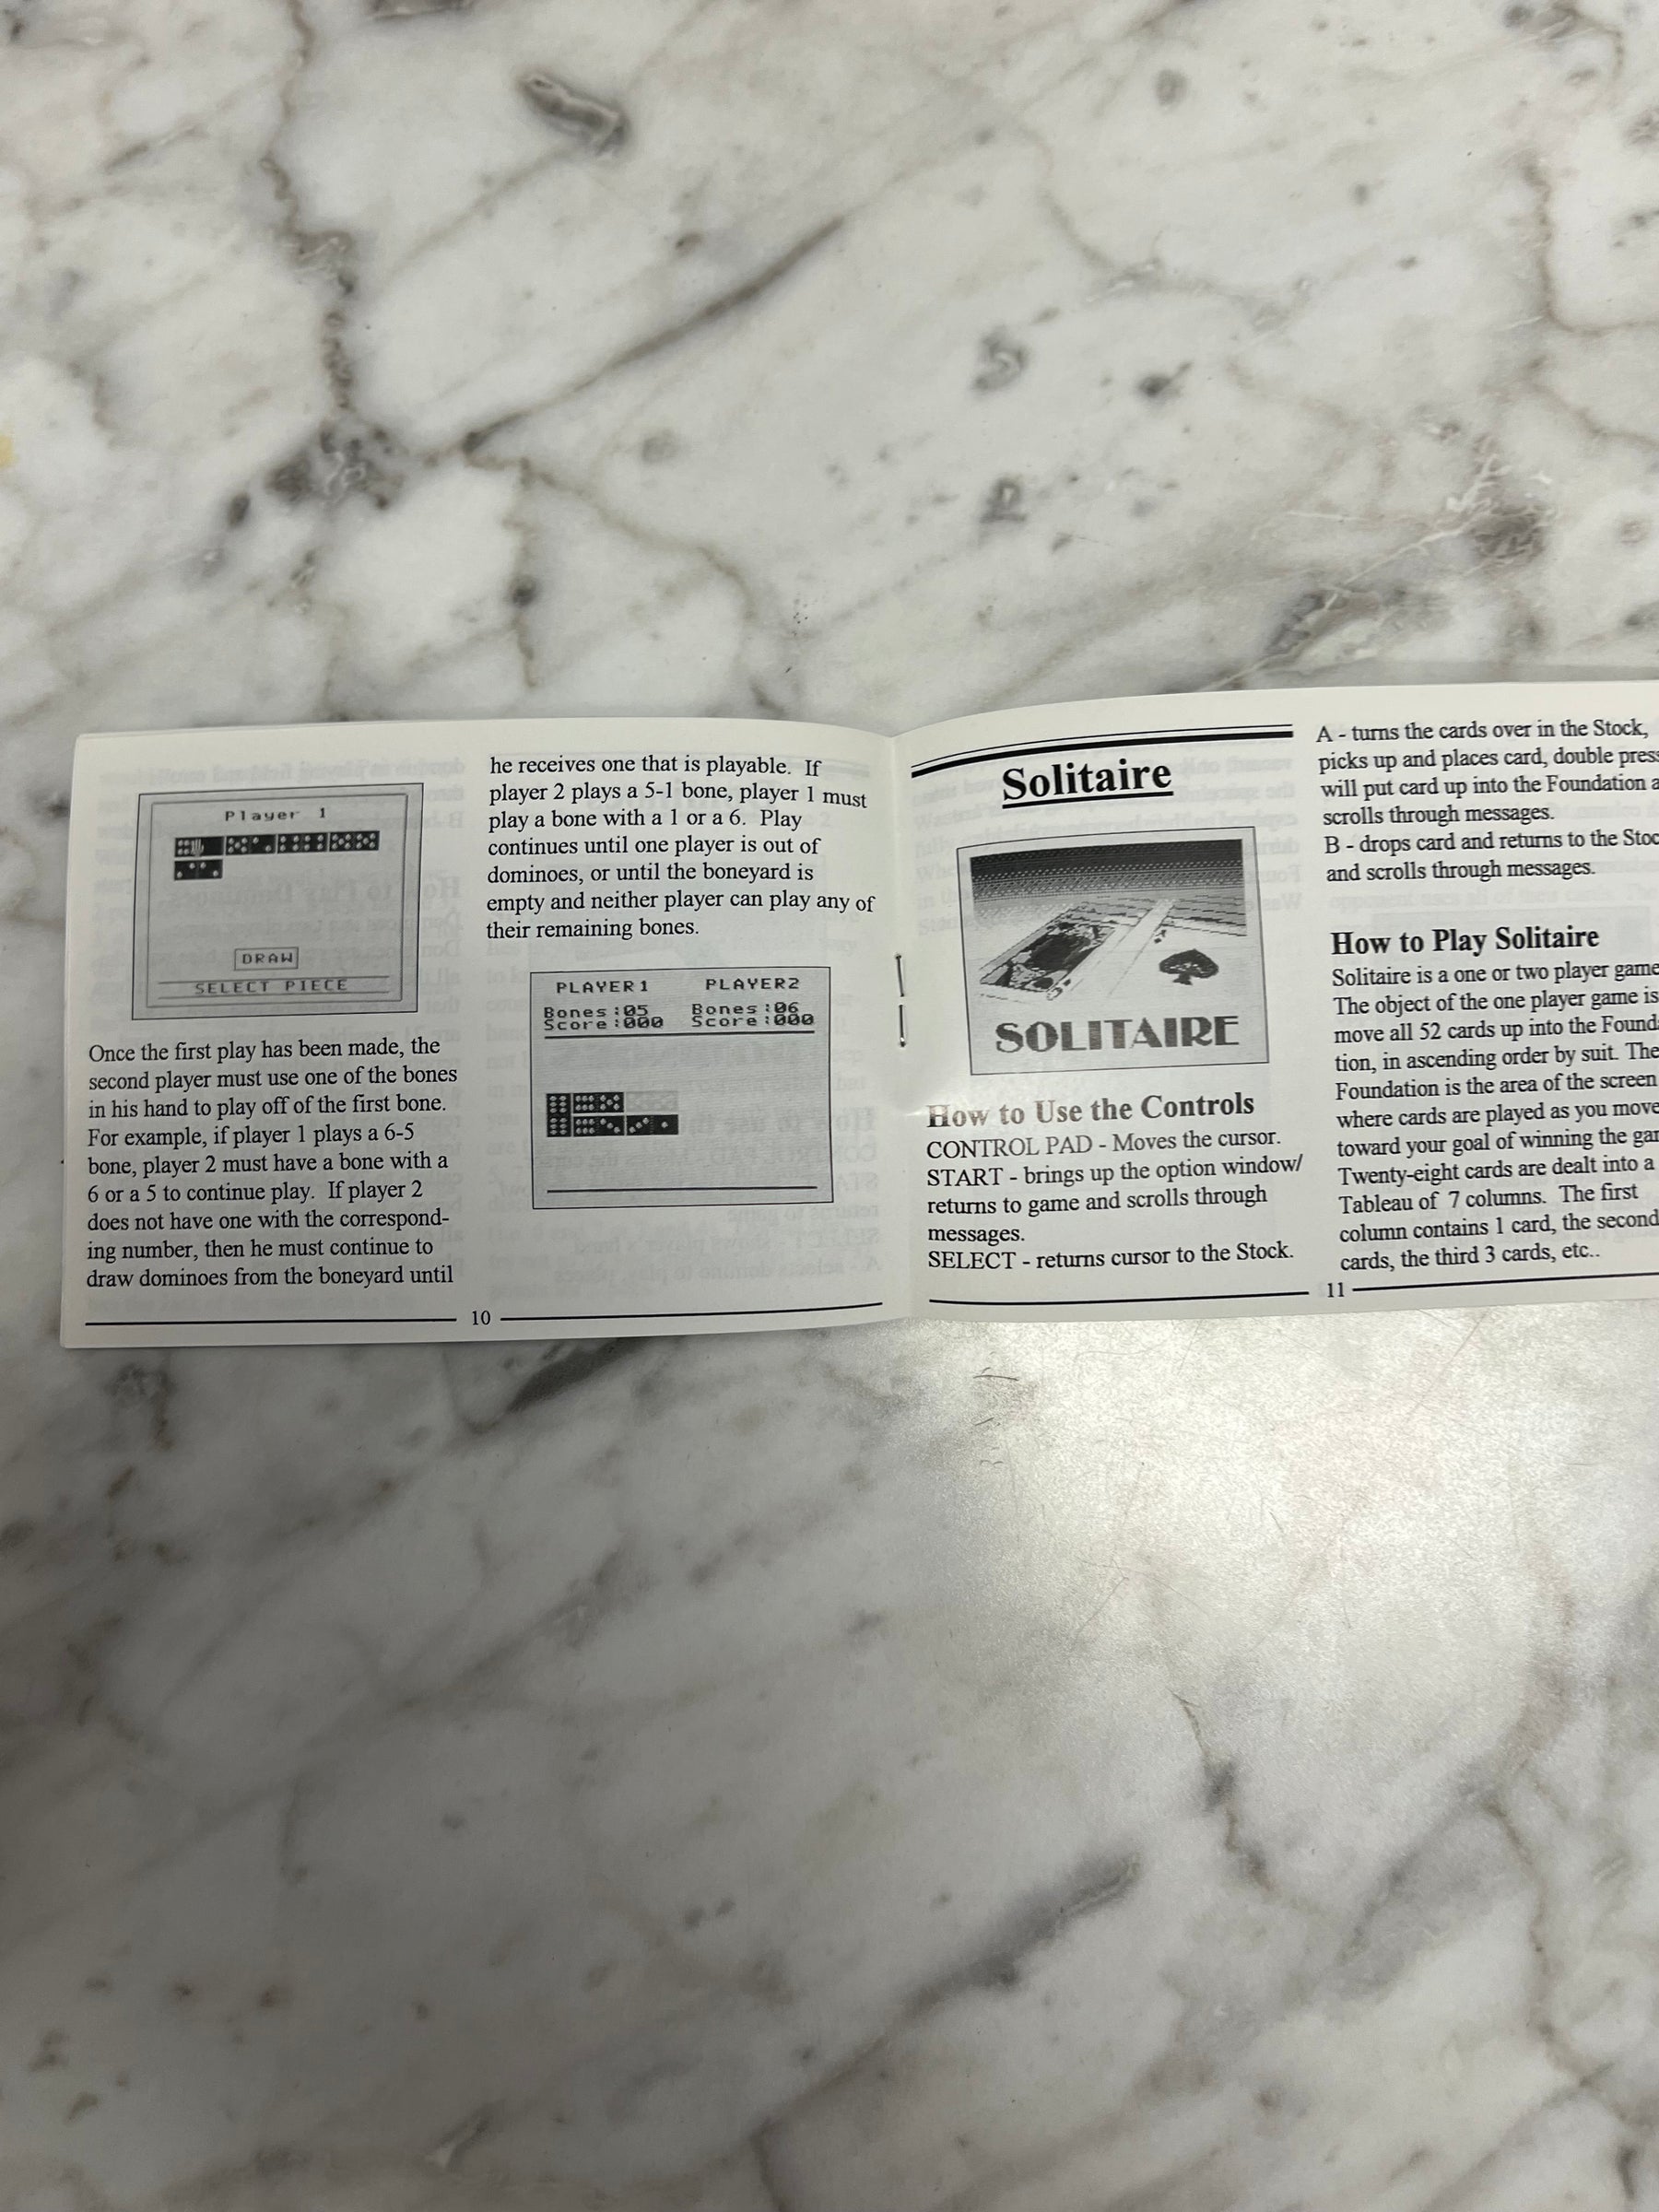 Player 1
DRAW
SELECT PIECE
Once the first play has been made, the
second player must use one of the bones
in his hand to play off of the first bone.
For example, if player 1 plays a 6-5
bone, player 2 must have a bone with a
6 or a 5 to continue play. If player 2
does not have one with the correspond-
ing number, then he must continue to
draw dominoes from the boneyard until
he receives one that is playable. If
player 2 plays a 5-1 bone, player 1 must
play a bone with a 1 or a 6. Play
continues until one player is out of
dominoes, or until the boneyard is
empty and neither player can play any of
their remaining bones.
PLAYER1 PLAYER2
Bones:05 Bones:06
Score:000 Score:000
10
Solitaire
SOLITAIRE
How to Use the Controls
CONTROL PAD - Moves the cursor.
START - brings up the option window/
returns to game and scrolls through
messages.
SELECT - returns cursor to the Stock.
A - turns the cards over in the Stock,
picks up and places card, double press
will put card up into the Foundation
scrolls through messages.
B - drops card and returns to the
and scrolls through messages.
How to Play Solitaire
Solitaire is a one or two player game
The object of the one player game is
move all 52 cards up into the
tion, in ascending order by suit. The
Foundation is the area of the screen
where cards are played as you move
toward your goal of winning the
Twenty-eight cards are dealt into a
Tableau of 7 columns. The first
column contains 1 card, the second
cards, the third 3 cards, etc..
11